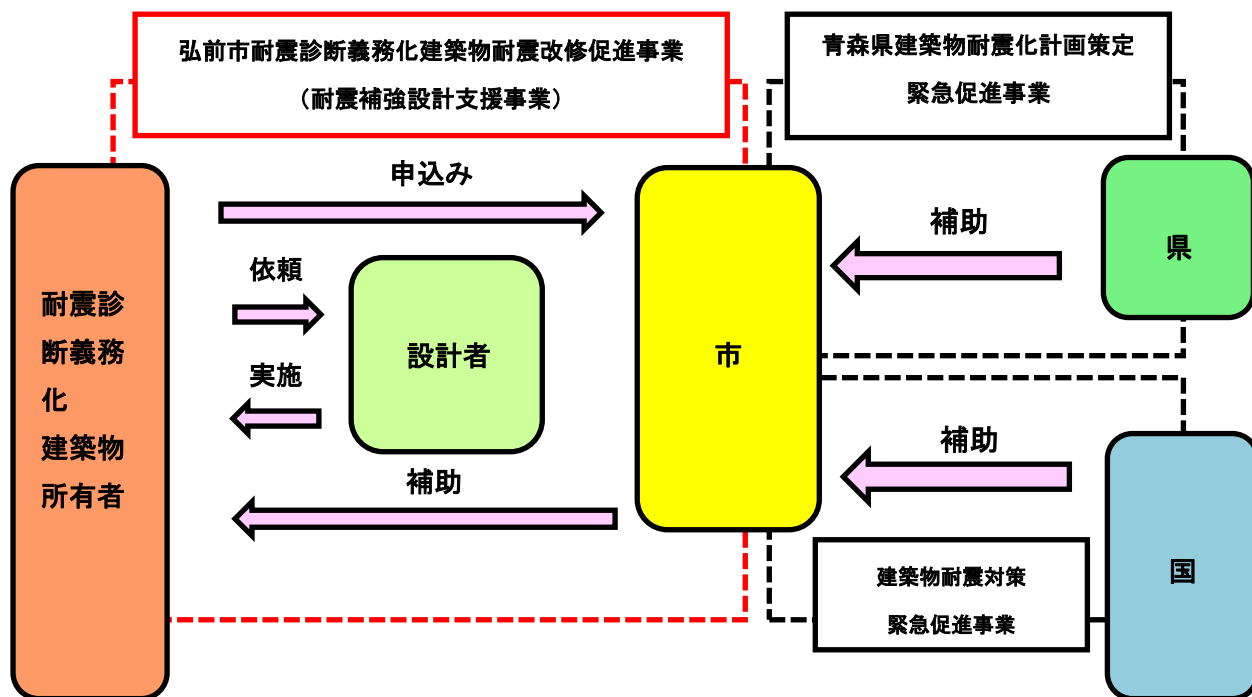 弘前市耐震診断義務化建築物耐震改修促進事業
（耐震補強設計支援事業）
青森県建築物耐震化計画策定
緊急促進事業
申込み
依頼
実施
補助
耐震診
断義務
化
建築物
所有者
設計者
市
補助
県
補助
国
建築物耐震対策
緊急促進事業